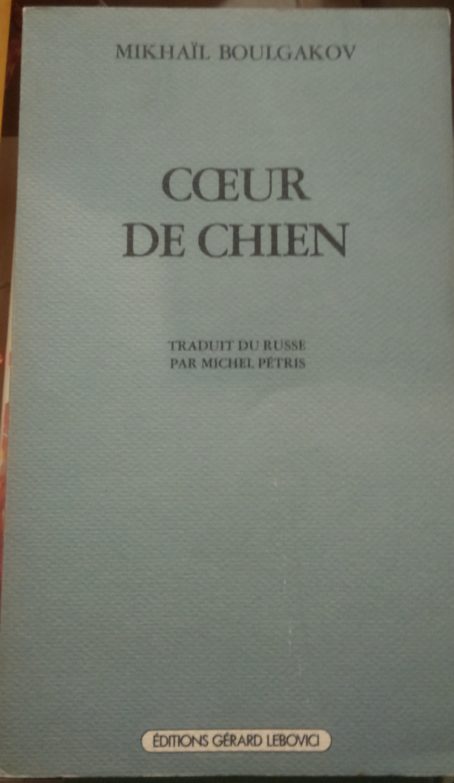 MIKHAÏL BOULGAKOV
CŒUR
DE CHIEN
TRADUIT DU RUSSE
PAR MICHEL PÉTRIS
ÉDITIONS GÉRARD LEBOVICI